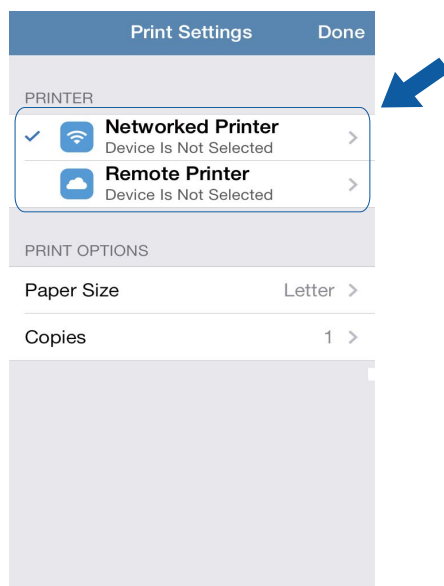 Print Settings Done
PRINTER
Networked Printer
Device Is Not Selected
Remote Printer
Device Is Not Selected
PRINT OPTIONS
Paper Size Letter
Copies 1